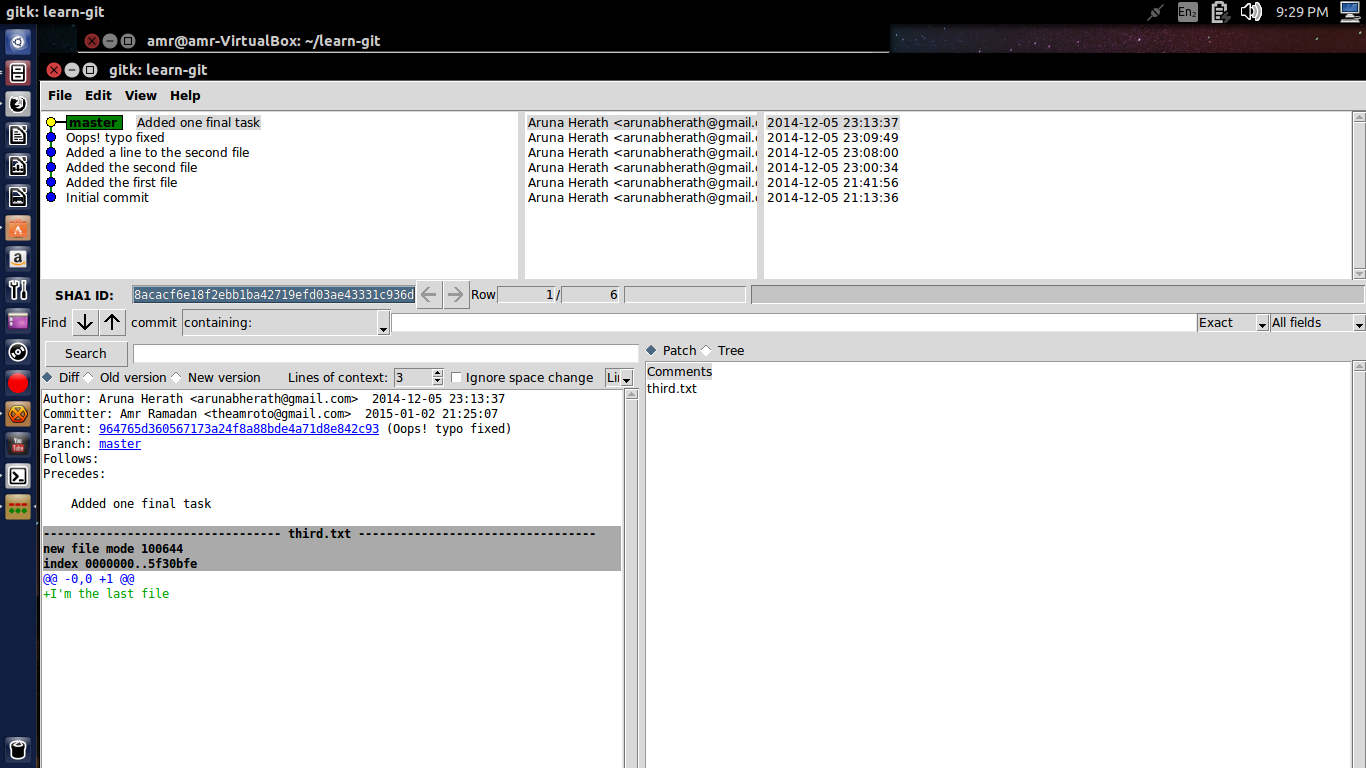 gitk: learn-git
En2
9:29 PM
amr@amr-VirtualBox: ~/learn-git
gitk: learn-git
File Edit View Help
master Added one final task Aruna Herath <arunabherath@gmail. 2014-12-05 23:13:37
Oops! typo fixed Aruna Herath <arunabherath@gmail. 2014-12-05 23:09:49
Added a line to the second file Aruna Herath <arunabherath@gmail. 2014-12-05 23:08:00
Added the second file Aruna Herath <arunabherath@gmail. 2014-12-05 23:00:34
Added the first file Aruna Herath <arunabherath@gmail. 2014-12-05 21:41:56
Initial commit Aruna Herath <arunabherath@gmail. 2014-12-05 21:13:36
SHA1 ID: 8acacf6e18f2ebb1ba42719efd03ae43331c936d Row 1 / 6
Find commit containing: Exact All fields
Search
Patch Tree
Diff Old version New version Lines of context: 3 Ignore space change Li
Comments
third.txt
Author: Aruna Herath <arunabherath@gmail.com> 2014-12-05 23:13:37
Committer: Amr Ramadan <theamroto@gmail.com> 2015-01-02 21:25:07
Parent: 964765d360567173a24f8a88bde4a71d8e842c93 (Oops! typo fixed)
Branch: master
Follows:
Precedes:
Added one final task
---------------------------------- third.txt ----------------------------------
new file mode 100644
index 0000000..5f30bfe
@@ -0,0 +1 @@
+I'm the last file